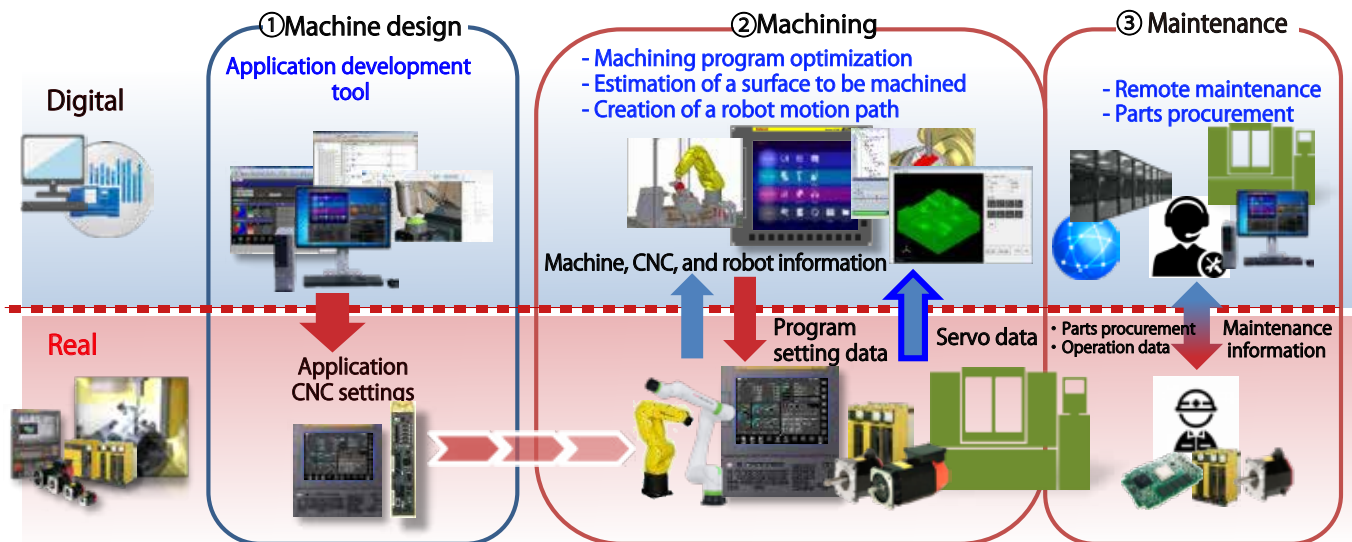 ①Machine design
②Machining
③ Maintenance
Digital
Application development
tool
- Machining program optimization
- Estimation of a surface to be machined
- Creation of a robot motion path
- Remote maintenance
- Parts procurement
Machine, CNC, and robot information
Real
Application
CNC settings
Program
setting data
Servo data
・Parts procurement
・Operation data
Maintenance
information